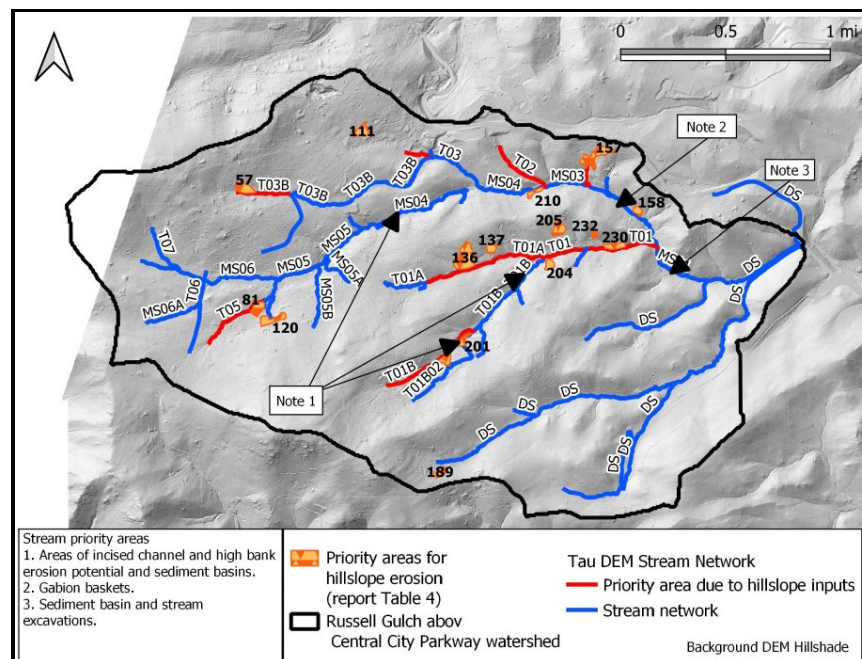 0 0.5 1 mi
111
Note 2
157
T03
T02
57
T03B
T03B
T03B
T03B
MS04
MS03
Note 3
DS
MS04
210
158
205
232
230
T07
MS05
137
T01A
T01
T01
136
204
MS06
MS05
MS05A
T01A
DS
DS
T06
MS06A
81
T05
MS05B
T01B
120
201
DS
T01B
T01B02
Note 1
DS
DS
DS
189
DS
DS
Stream priority areas
1. Areas of incised channel and high bank
erosion potential and sediment basins.
2. Gabion baskets.
3. Sediment basin and stream
excavations.
Priority areas for
hillslope erosion
(report Table 4)
Russell Gulch abov
Central City Parkway watershed
Tau DEM Stream Network
Priority area due to hillslope inputs
Stream network
Background DEM Hillshade